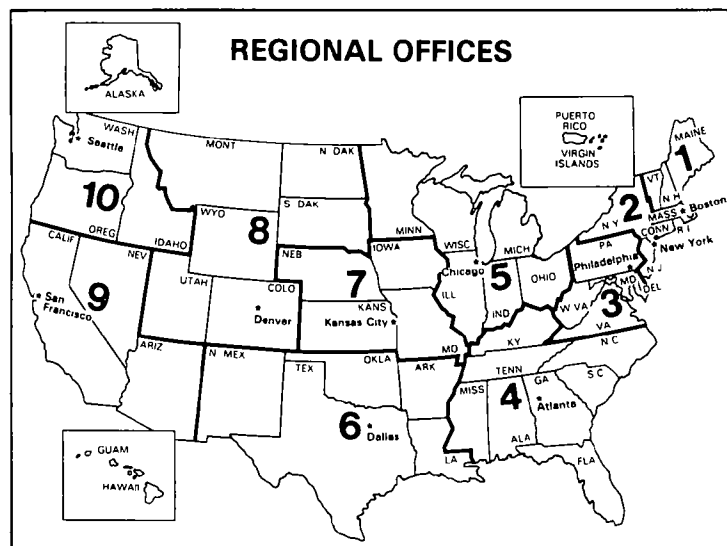 REGIONAL OFFICES
ALASKA
PUERTO
RICO
VIRGIN
ISLANDS
WASH
Seattle
MONT
N DAK
MAINE
1
VT
N H
10
OREG
IDAHO
WYO
8
S DAK
MINN
WISC
MICH
2
N Y
MASS
Boston
CONN
R I
New York
CALIF
NEV
NEB
IOWA
Chicago
5
OHIO
PA
Philadelphia
N J
MD
DEL
9
San
Francisco
UTAH
COLO
Denver
7
KANS
Kansas City
ILL
IND
W VA
3
VA
ARIZ
N MEX
TEX
OKLA
MO
KY
N C
ARK
TENN
MISS
4
GA
S C
Atlanta
6
Dallas
ALA
LA
FLA
GUAM
HAWAII